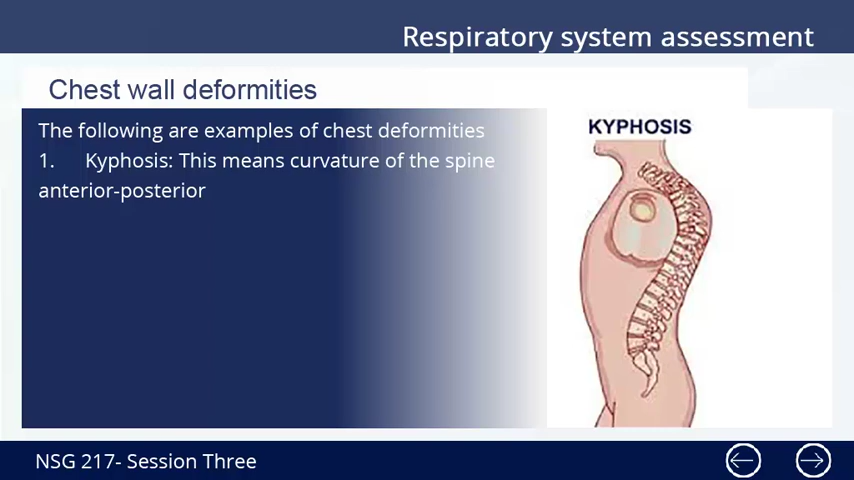 Respiratory system assessment
Chest wall deformities
The following are examples of chest deformities
1. Kyphosis: This means curvature of the spine
anterior-posterior
KYPHOSIS
NSG 217- Session Three